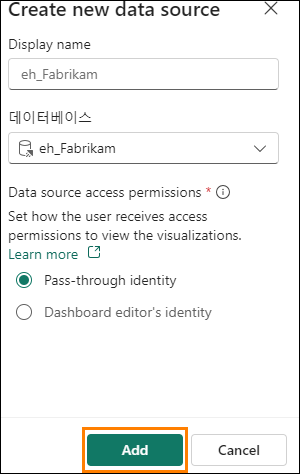 Create new data source
Display name
eh_Fabrikam
데이터베이스
eh_Fabrikam
Data source access permissions *
Set how the user receives access
permissions to view the visualizations.
Learn more
Pass-through identity
Dashboard editor's identity
Add
Cancel